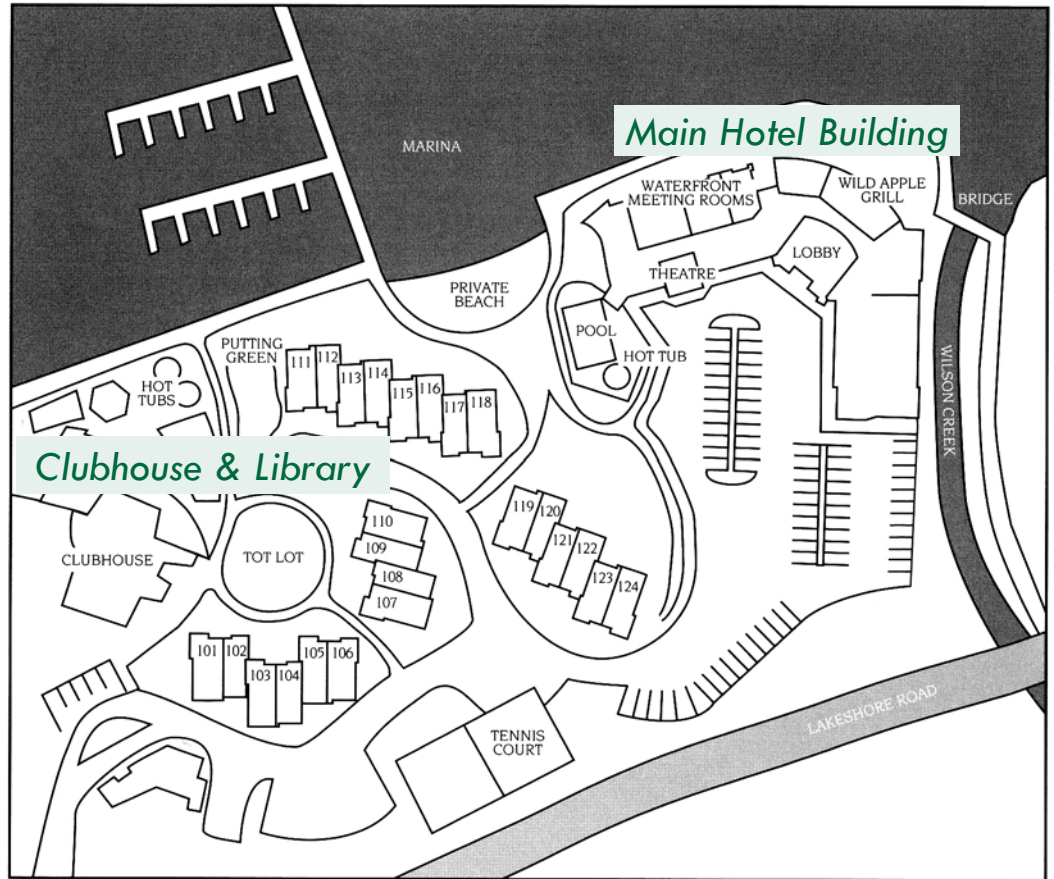 MARINA
Main Hotel Building
WATERFRONT
MEETING ROOMS
WILD APPLE
GRILL
BRIDGE
LOBBY
THEATRE
PRIVATE
BEACH
POOL
HOT TUB
PUTTING
GREEN
HOT
TUBS
111
112
113
114
115
116
117
118
WILSON CREEK
Clubhouse & Library
CLUBHOUSE
TOT LOT
110
109
108
107
119
120
121
122
123
124
101
102
103
104
105
106
TENNIS
COURT
LAKESHORE ROAD